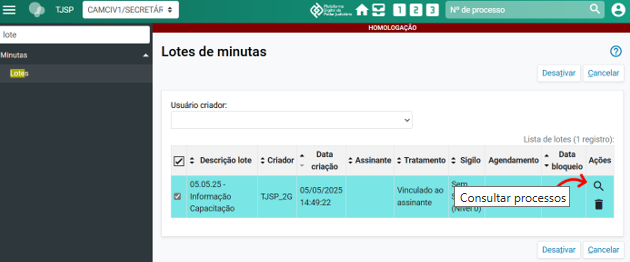 TJSP
CAMCIV1/SECRETÁR
Plataforma
Digital do
Poder Judiciário
1 2 3
Nº de processo
HOMOLOGAÇÃO
lote
Minutas
Lotes
Lotes de minutas
Desativar Cancelar
Usuário criador:
Lista de lotes (1 registro):
Descrição lote Criador Data criação Assinante Tratamento Sigilo Agendamento Data bloqueio Ações
05.05.25 -
Informação
Capacitação
TJSP_2G
05/05/2025
14:49:22
Vinculado ao
assinante
Sem
(Nível 0)
Consultar processos
Desativar Cancelar